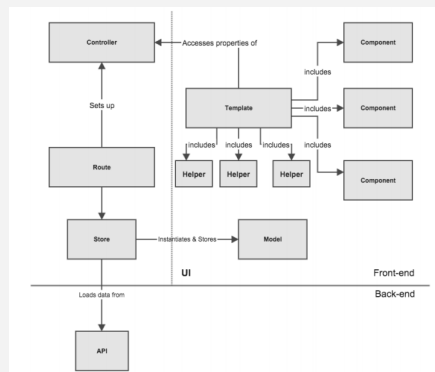 Controller
Accesses properties of
Component
includes
Sets up
Template
includes
Component
includes
includes
includes
includes
Route
Helper
Helper
Helper
Component
Store
Instantiates & Stores
Model
UI
Front-end
Loads data from
Back-end
API